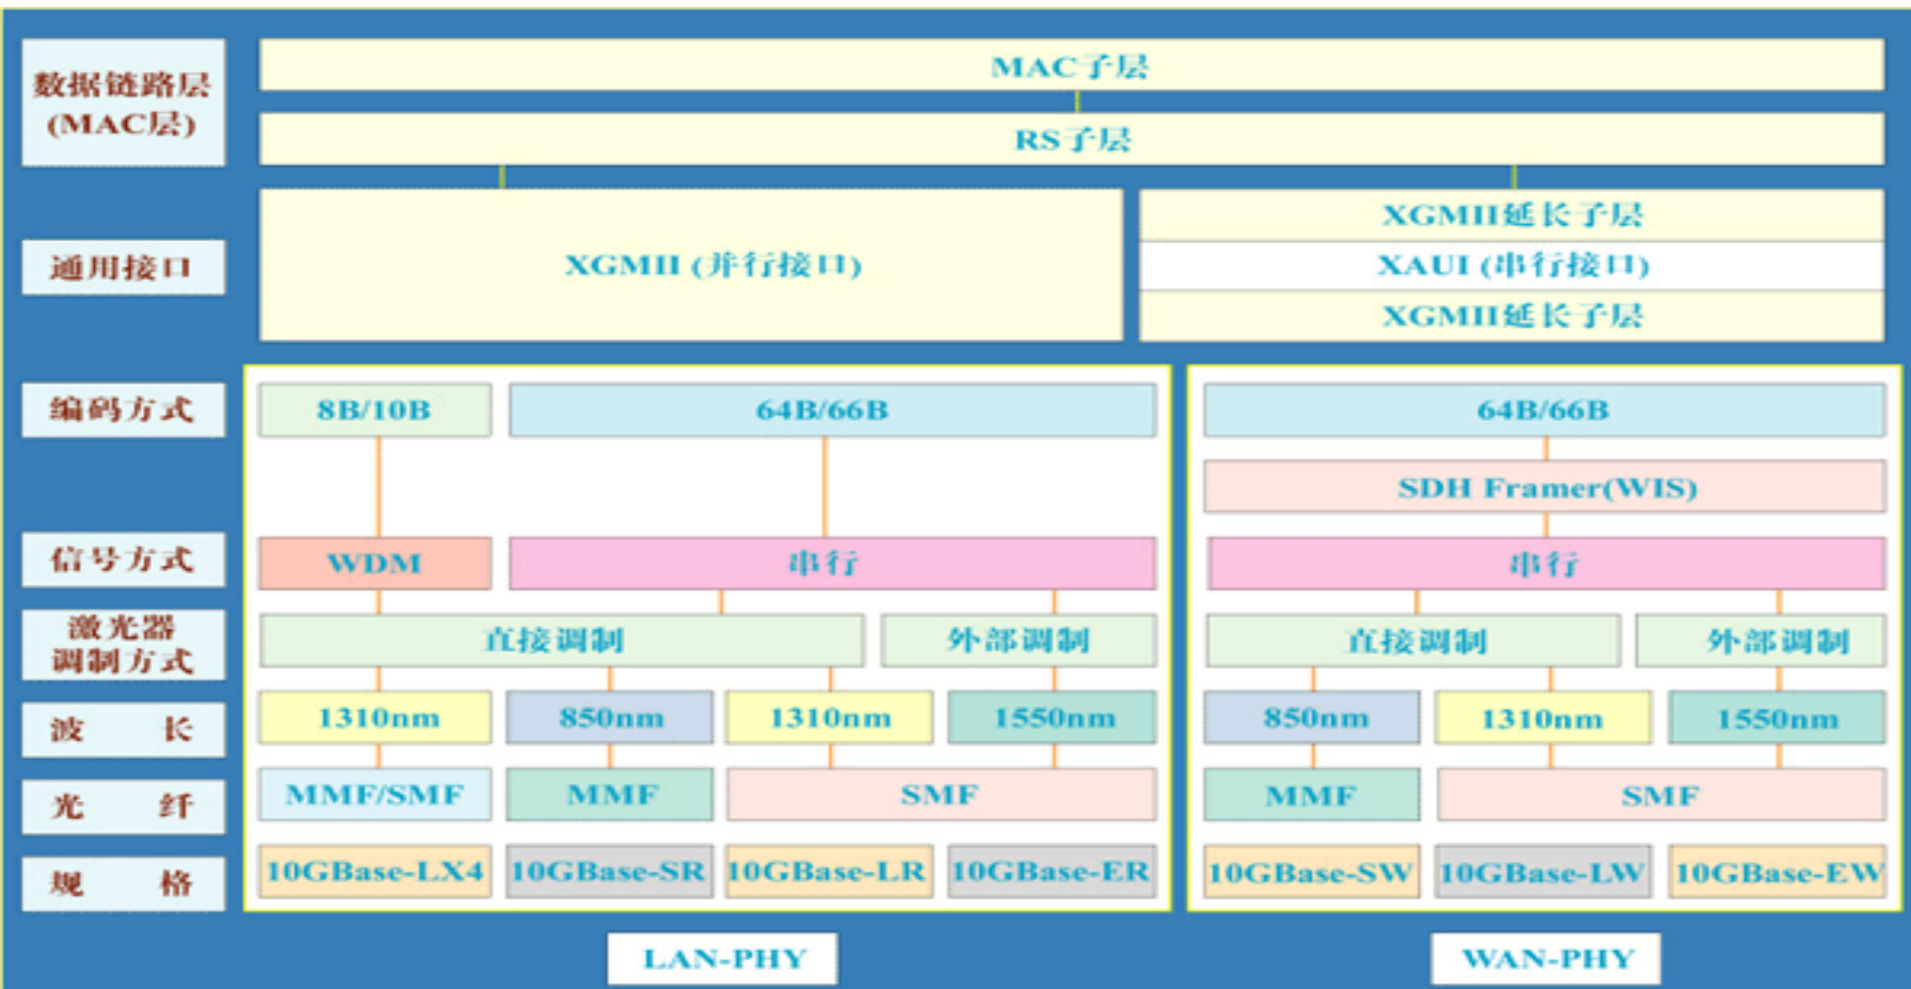 数据链路层
(MAC层)
MAC子层
RS子层
通用接口
XGMII (并行接口)
XGMII延长子层
XAUI (串行接口)
XGMII延长子层
编码方式
8B/10B
64B/66B
64B/66B
SDH Framer(WIS)
信号方式
WDM
串行
串行
激光器
调制方式
直接调制
外部调制
直接调制
外部调制
波 长
1310nm
850nm
1310nm
1550nm
850nm
1310nm
1550nm
光 纤
MMF/SMF
MMF
SMF
MMF
SMF
规 格
10GBase-LX4
10GBase-SR
10GBase-LR
10GBase-ER
10GBase-SW
10GBase-LW
10GBase-EW
LAN-PHY
WAN-PHY